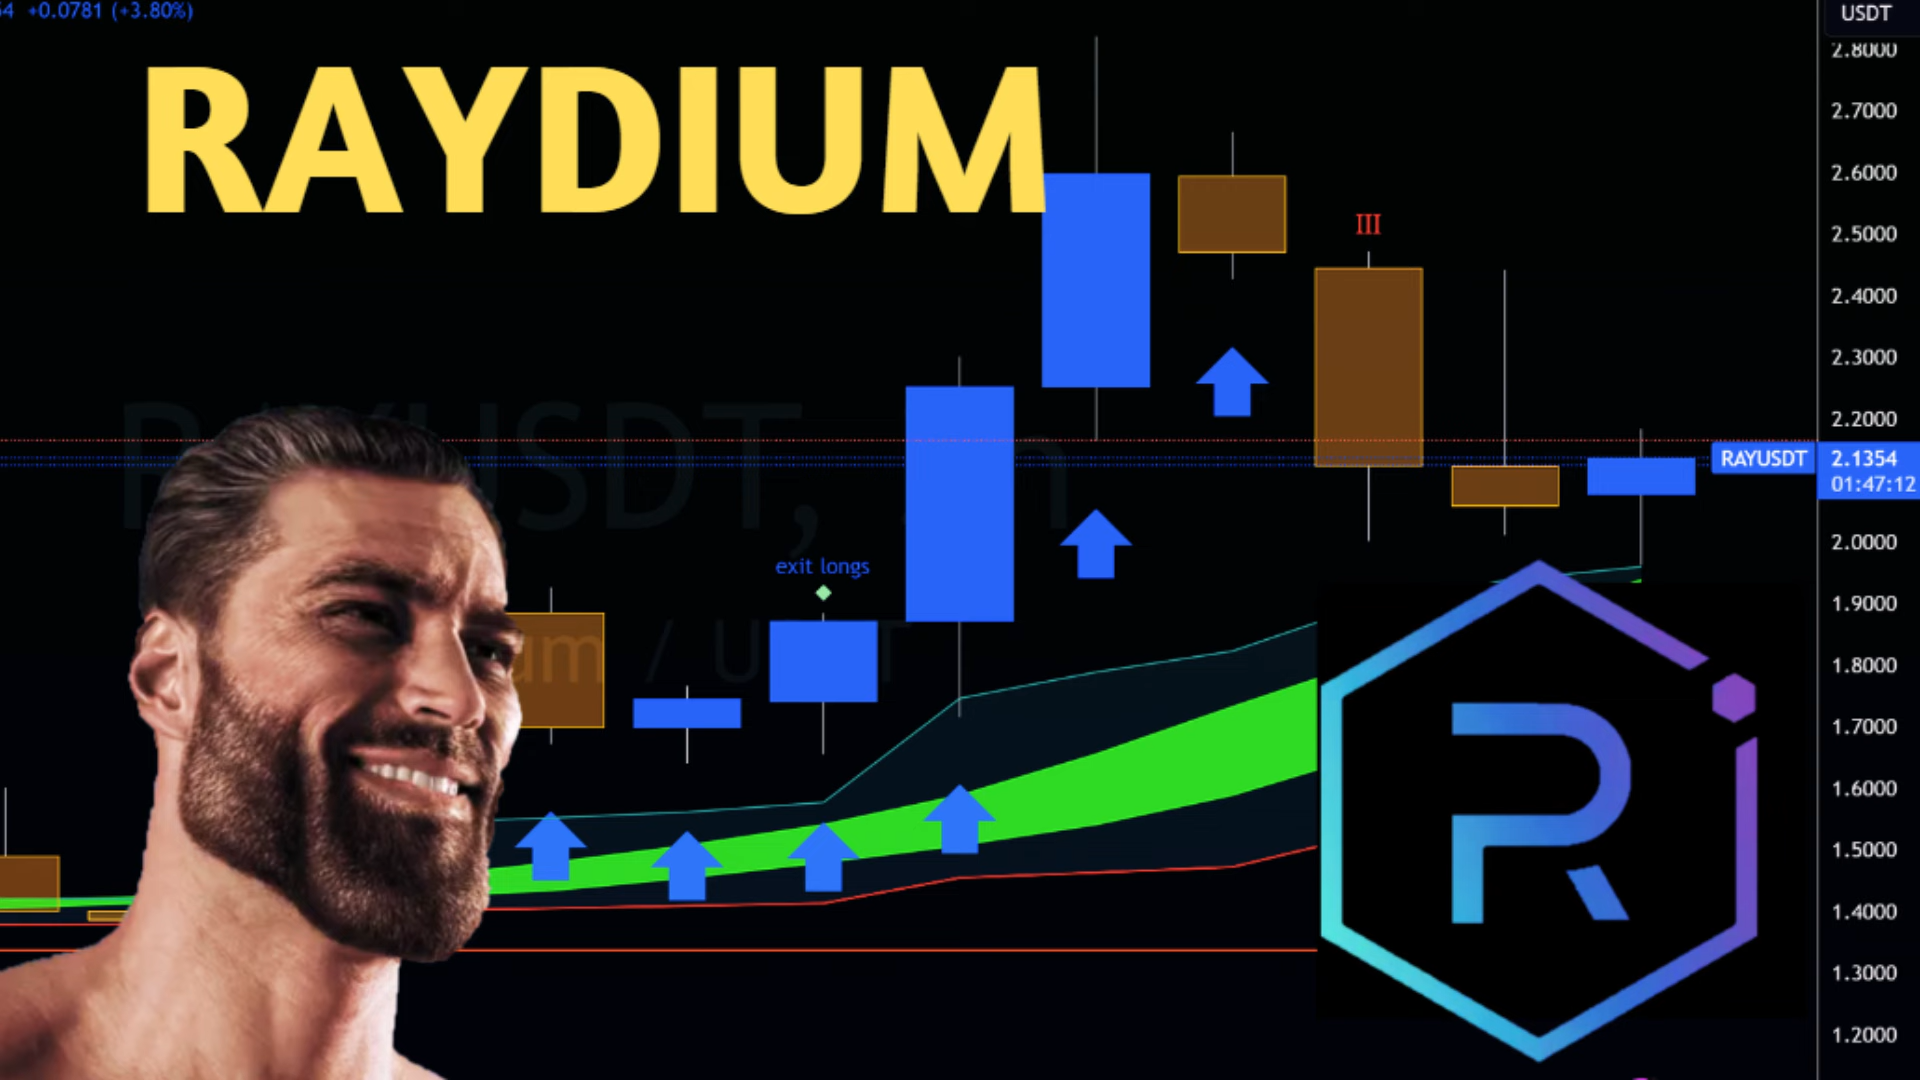 54 +0.0781 (+3.80%)
USDT
RAYDIUM
2.8000
2.7000
2.6000
2.5000
III
2.4000
2.3000
2.2000
RAYUSDT
2.1354
01:47:12
RAYUSDT,
exit longs
2.0000
1.9000
1.8000
1.7000
1.6000
1.5000
1.4000
1.3000
1.2000
R